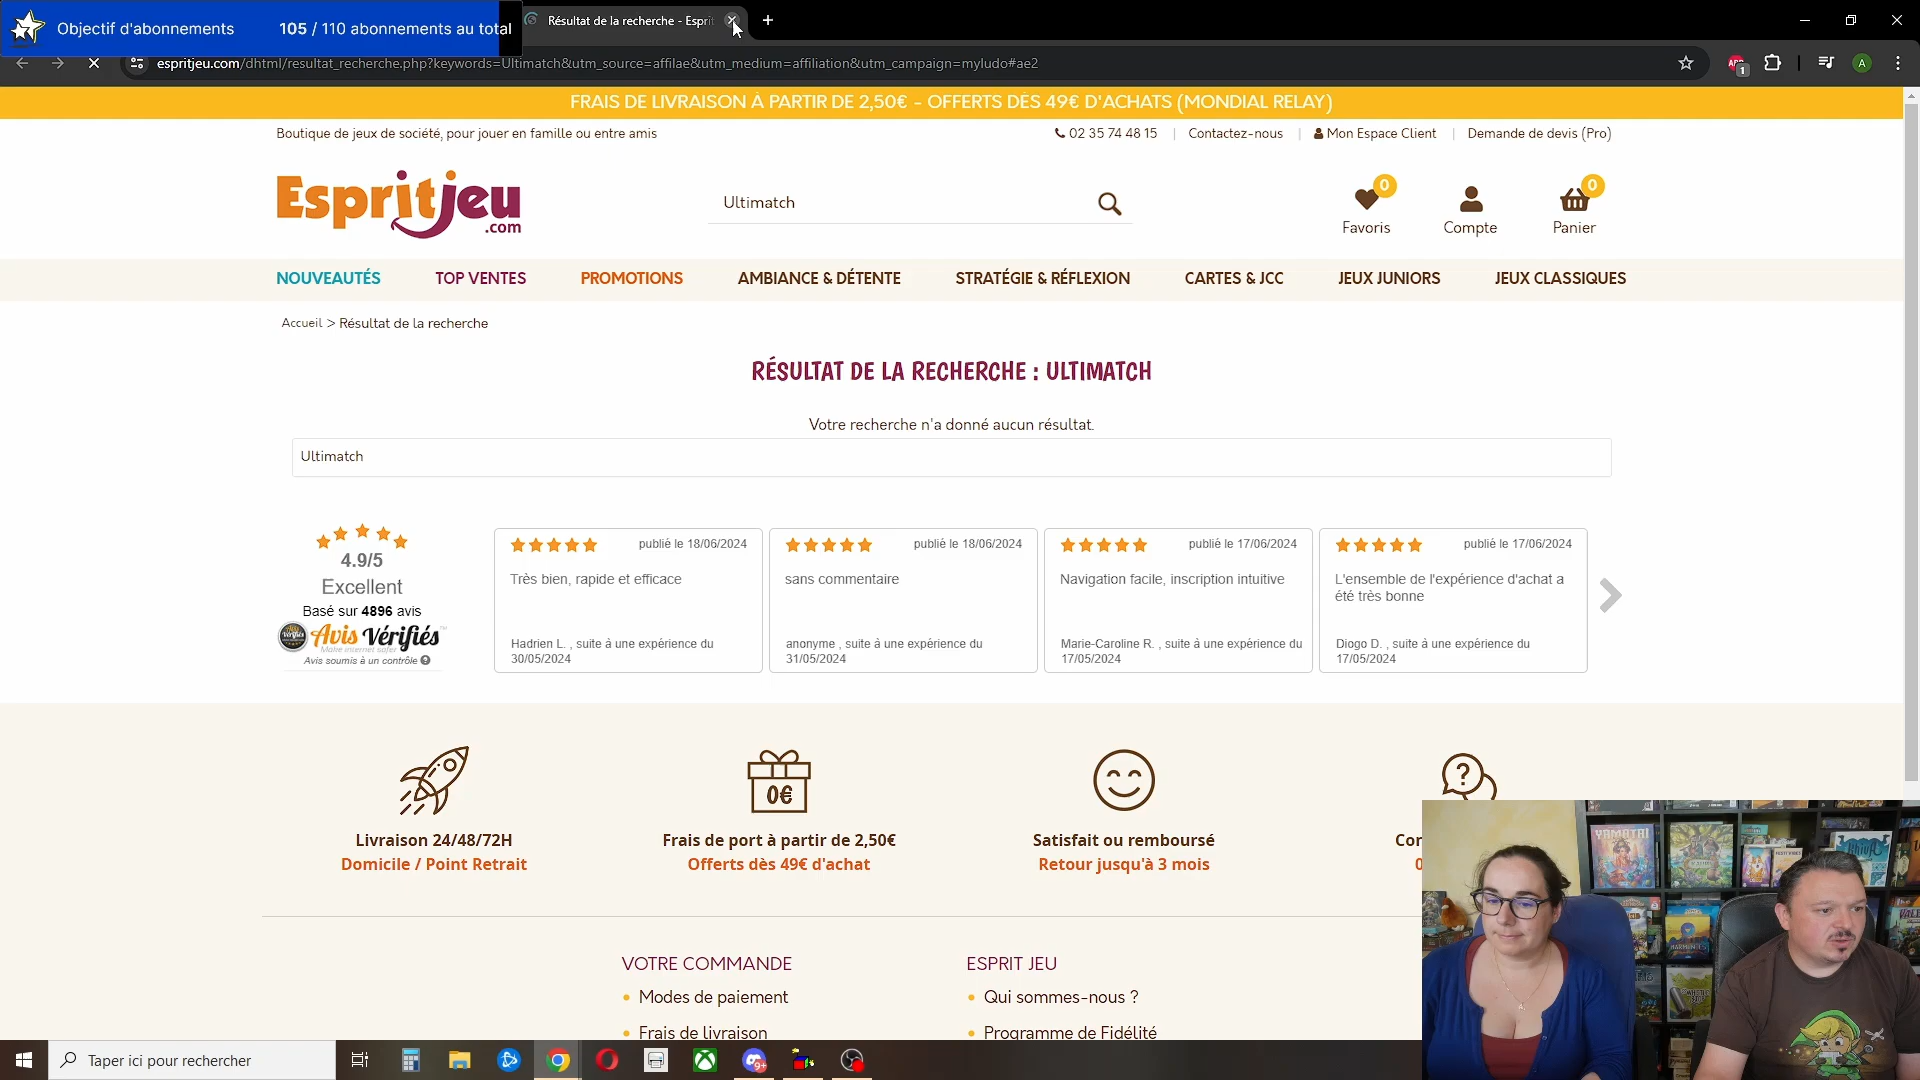 Objectif d'abonnements 105 / 110 abonnements au total
Résultat de la recherche - Esprit
espritjeu.com/dhtml/resultat_recherche.php?keywords=Ultimatch&utm_source=affilae&utm_medium=affiliation&utm_campaign=myludo#ae2
1
A
FRAIS DE LIVRAISON À PARTIR DE 2,50€ - OFFERTS DÈS 49€ D'ACHATS (MONDIAL RELAY)
Boutique de jeux de société, pour jouer en famille ou entre amis
02 35 74 48 15 | Contactez-nous | Mon Espace Client | Demande de devis (Pro)
Espritjeu
.com
Ultimatch
0
0
Favoris
Compte
Panier
NOUVEAUTÉS TOP VENTES PROMOTIONS AMBIANCE & DÉTENTE STRATÉGIE & RÉFLEXION CARTES & JCC JEUX JUNIORS JEUX CLASSIQUES
Accueil > Résultat de la recherche
RÉSULTAT DE LA RECHERCHE : ULTIMATCH
Votre recherche n'a donné aucun résultat.
Ultimatch
4.9/5
Excellent
Basé sur 4896 avis
Avis Vérifiés
Make internet safer
Avis soumis à un contrôle ?
publié le 18/06/2024
Très bien, rapide et efficace
Hadrien L. , suite à une expérience du
30/05/2024
publié le 18/06/2024
sans commentaire
anonyme , suite à une expérience du
31/05/2024
publié le 17/06/2024
Navigation facile, inscription intuitive
Marie-Caroline R. , suite à une expérience du
17/05/2024
publié le 17/06/2024
L'ensemble de l'expérience d'achat a
été très bonne
Diogo D. , suite à une expérience du
17/05/2024
0€
?
Livraison 24/48/72H
Domicile / Point Retrait
Frais de port à partir de 2,50€
Offerts dès 49€ d'achat
Satisfait ou remboursé
Retour jusqu'à 3 mois
Con
0
VOTRE COMMANDE
Modes de paiement
Frais de livraison
ESPRIT JEU
Qui sommes-nous ?
Programme de Fidélité
YAMATAI
Taper ici pour rechercher
9+